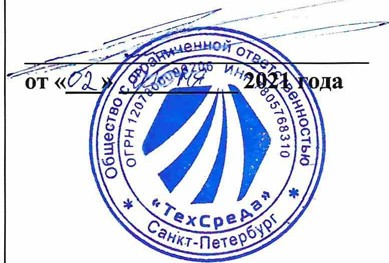 от «02» 2021 года
Общество с ограниченной ответственностью
ИНН 7805768310
«ТехСреда»
Санкт-Петербург